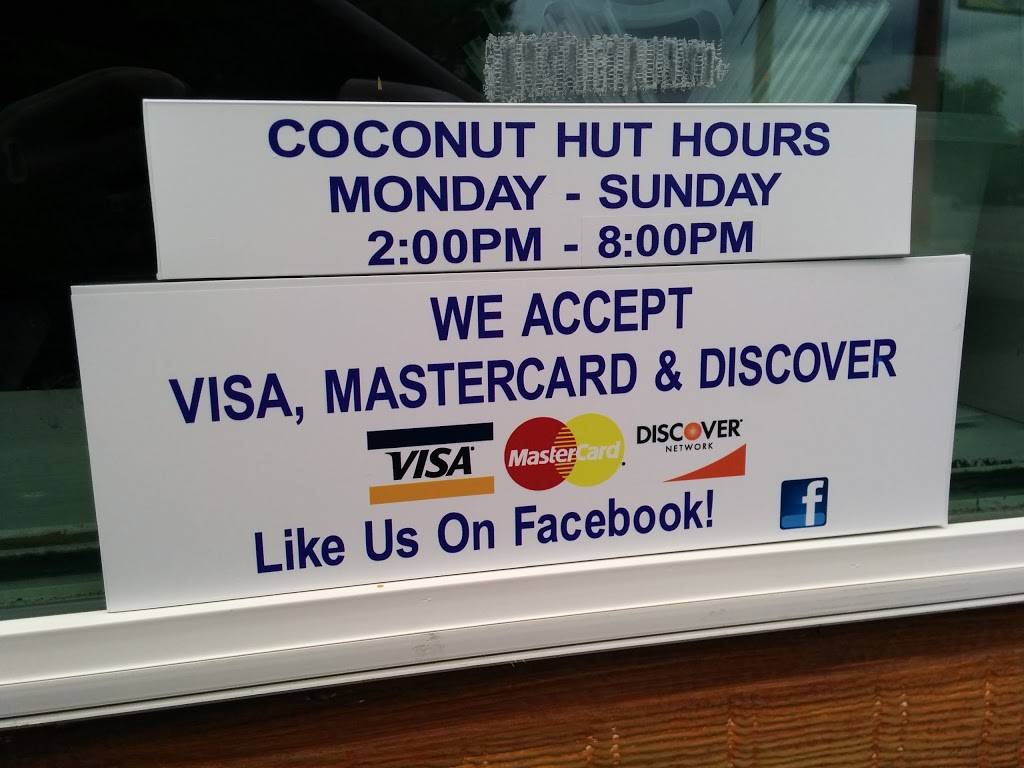 COCONUT HUT HOURS
MONDAY - SUNDAY
2:00PM - 8:00PM
WE ACCEPT
VISA, MASTERCARD & DISCOVER
VISA MasterCard DISCOVER NETWORK
Like Us On Facebook! f